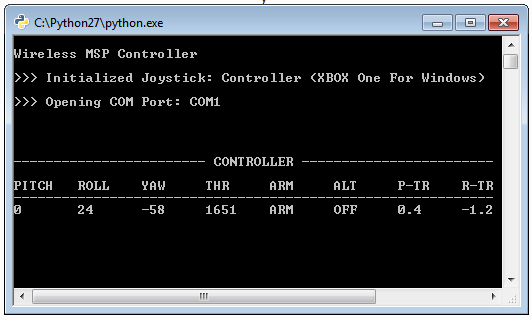 C:\Python27\python.exe
Wireless MSP Controller
>>> Initialized Joystick: Controller (XBOX One For Windows)
>>> Opening COM Port: COM1
------------------------ CONTROLLER ------------------------
PITCH ROLL YAW THR ARM ALT P-TR R-TR
0 24 -58 1651 ARM OFF 0.4 -1.2